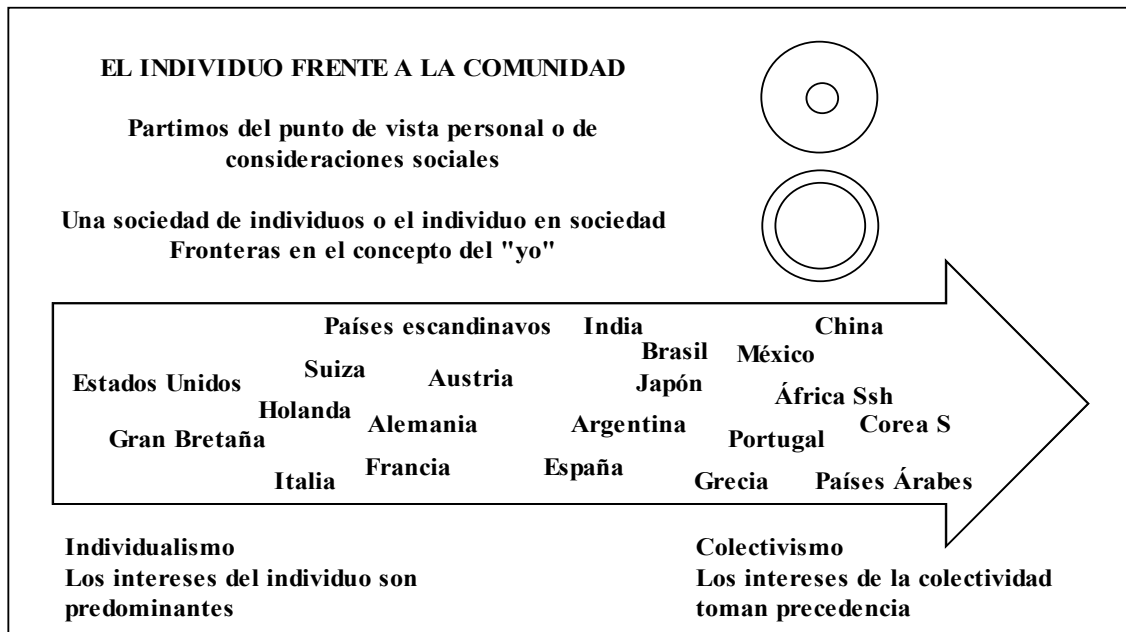 EL INDIVIDUO FRENTE A LA COMUNIDAD
Partimos del punto de vista personal o de
consideraciones sociales
Una sociedad de individuos o el individuo en sociedad
Fronteras en el concepto del "yo"
Países escandinavos India China
Brasil México
Suiza Austria Japón
Estados Unidos África Ssh
Holanda Alemania Argentina Corea S
Gran Bretaña Portugal
Francia España
Italia Grecia Países Árabes
Individualismo
Los intereses del individuo son
predominantes
Colectivismo
Los intereses de la colectividad
toman precedencia